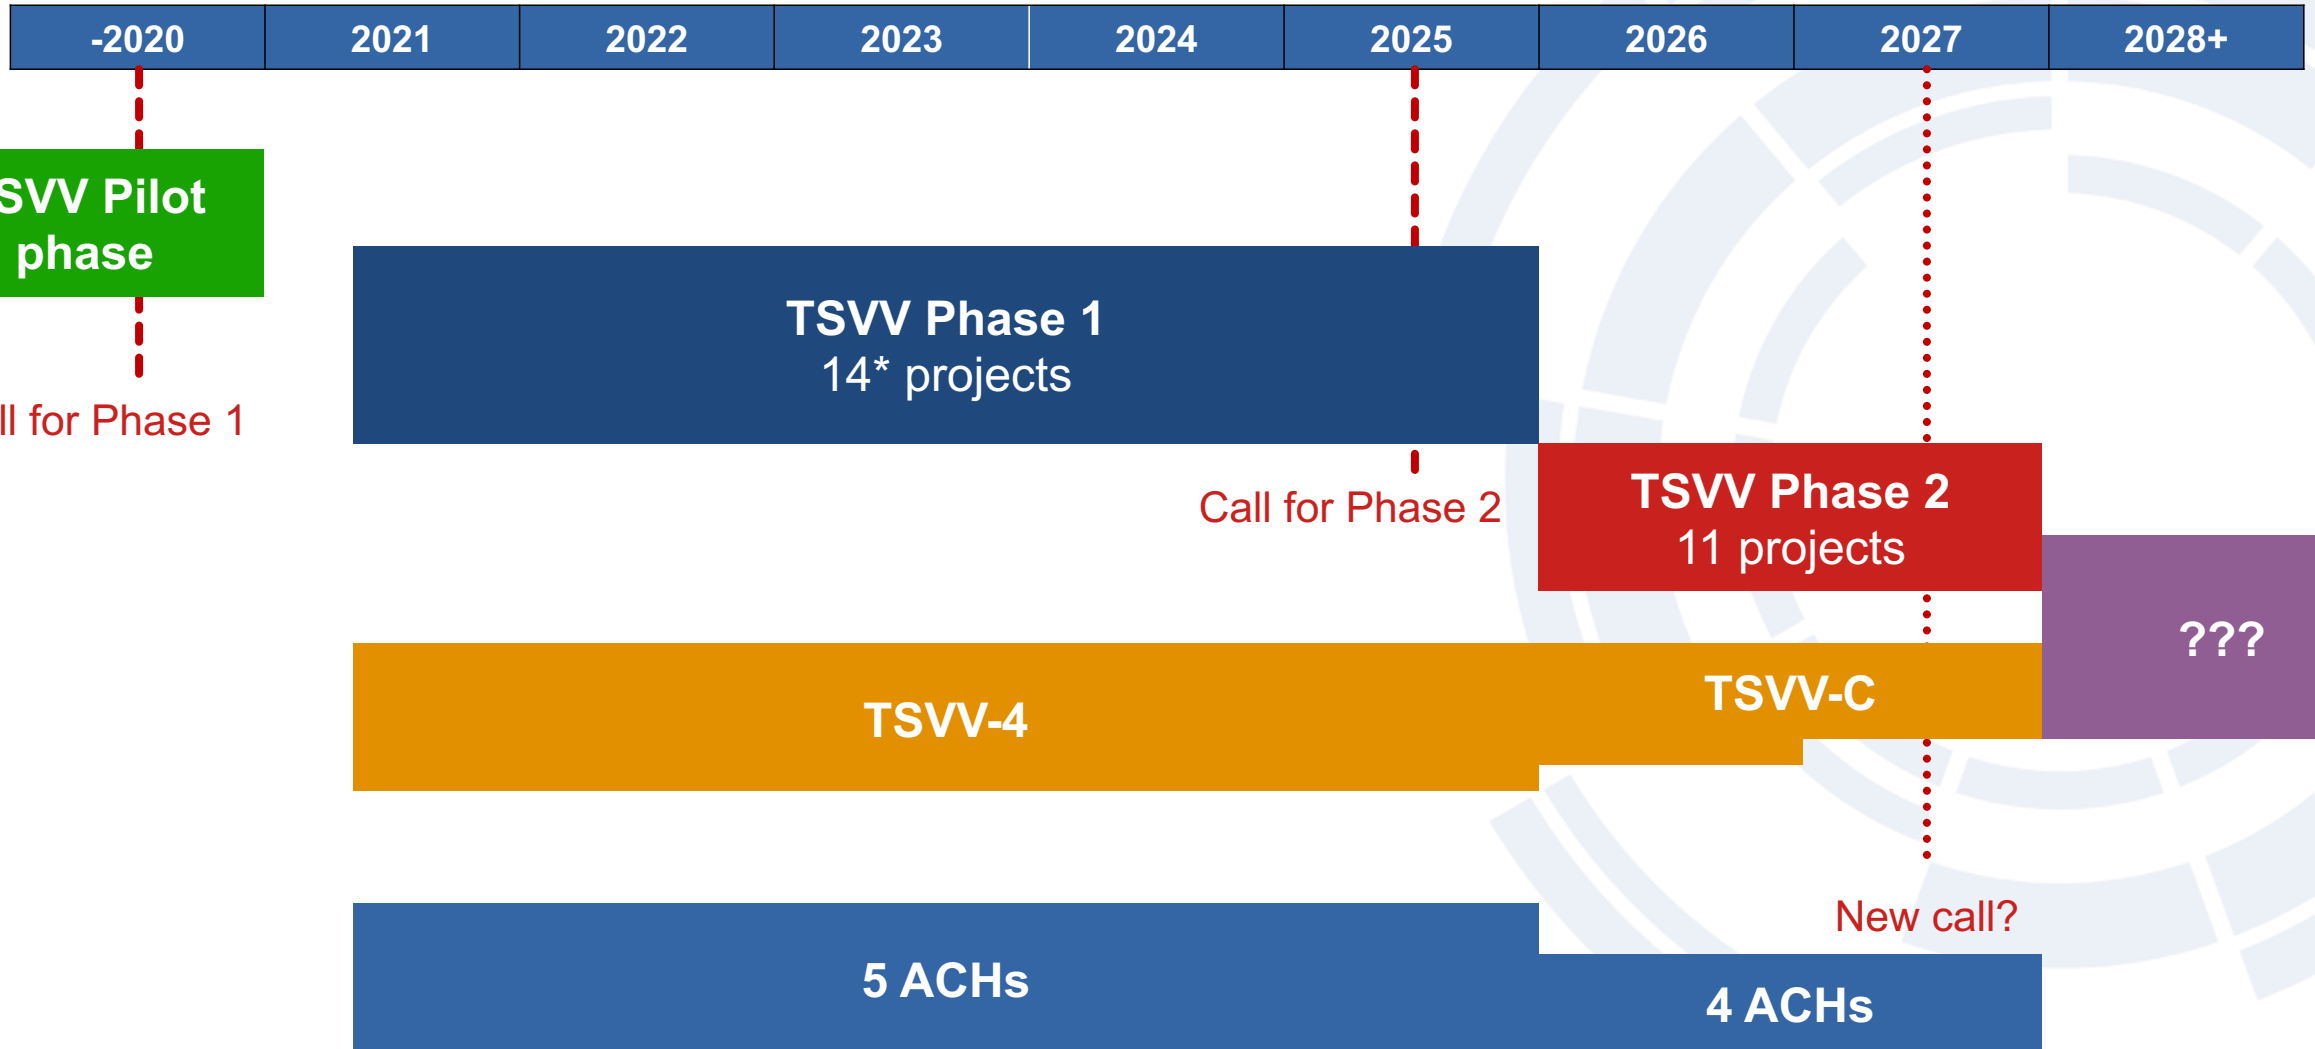 -2020 2021 2022 2023 2024 2025 2026 2027 2028+
SVV Pilot
phase
ll for Phase 1
TSVV Phase 1
14* projects
Call for Phase 2
TSVV Phase 2
11 projects
???
TSVV-4
TSVV-C
New call?
5 ACHs
4 ACHs